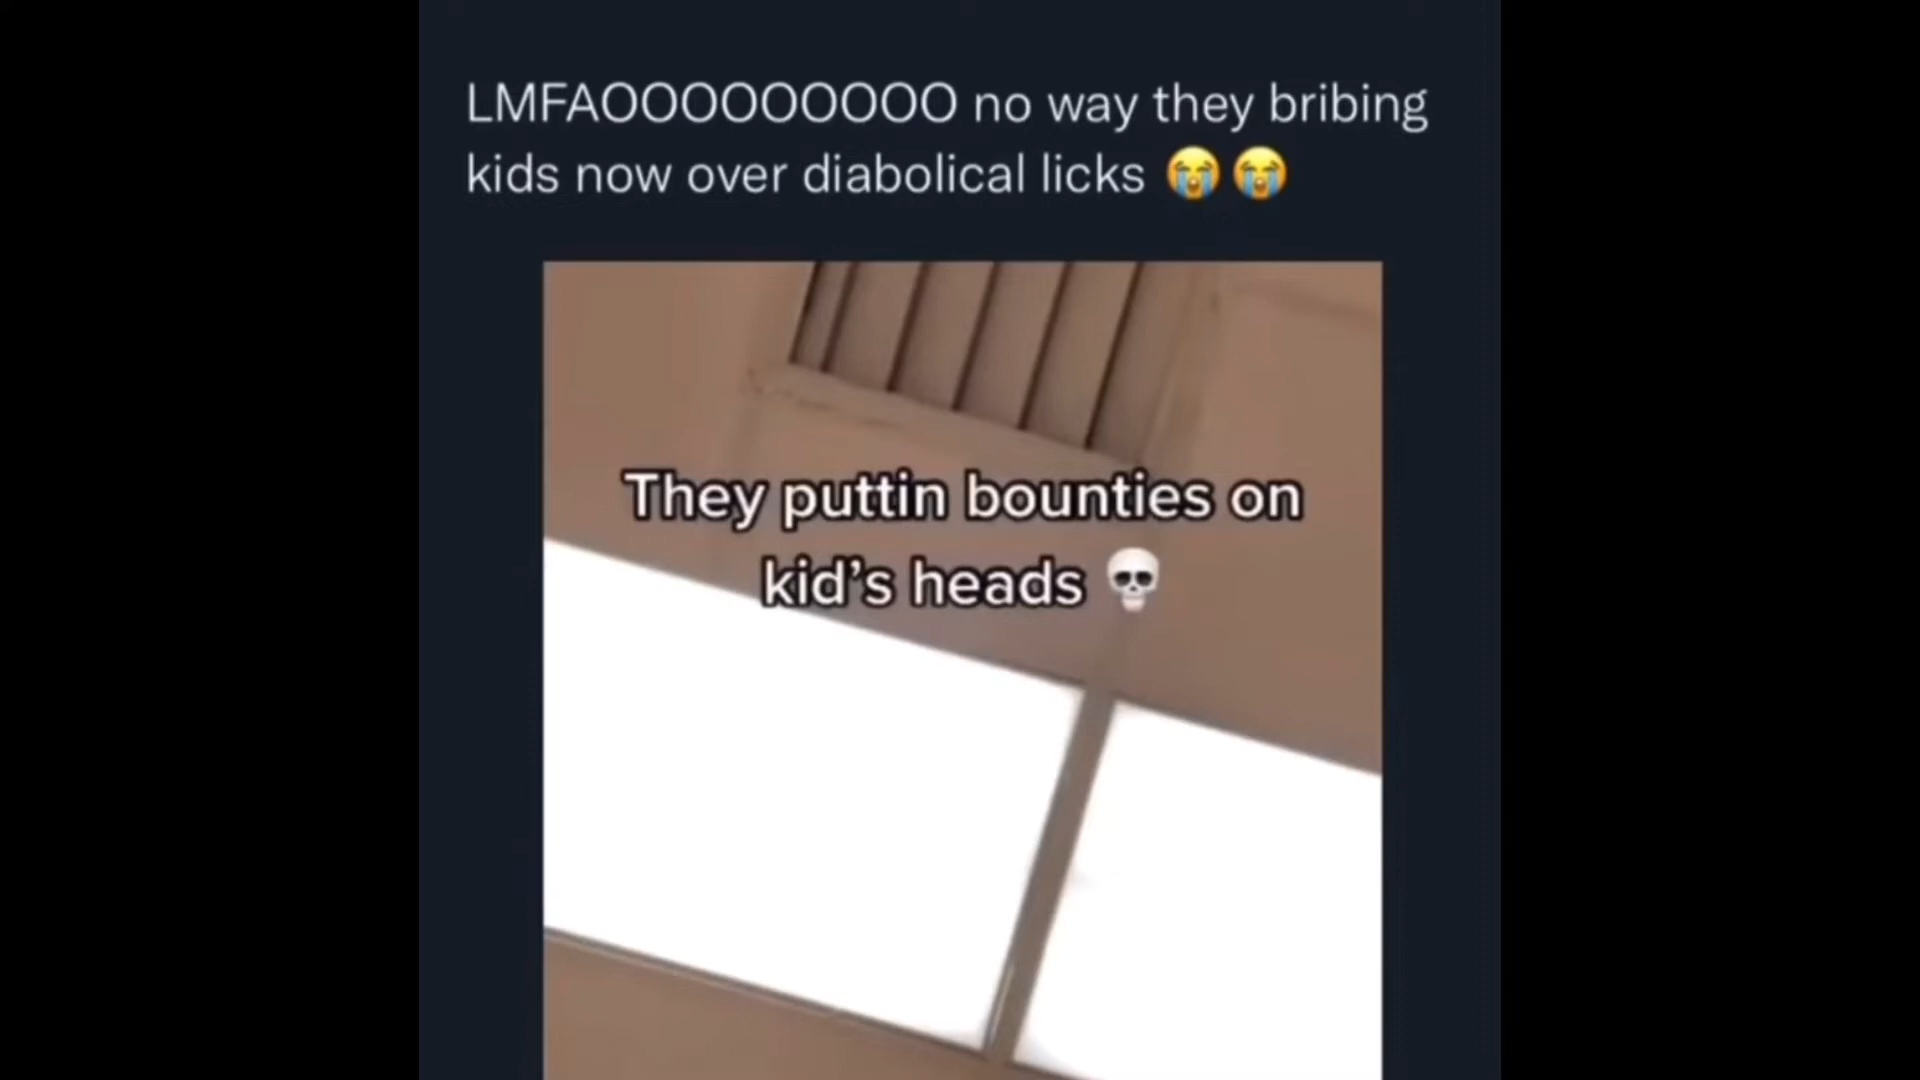 LMFAOOOOOOOOO no way they bribing
kids now over diabolical licks 😭😭
They puttin bounties on
kid’s heads 💀